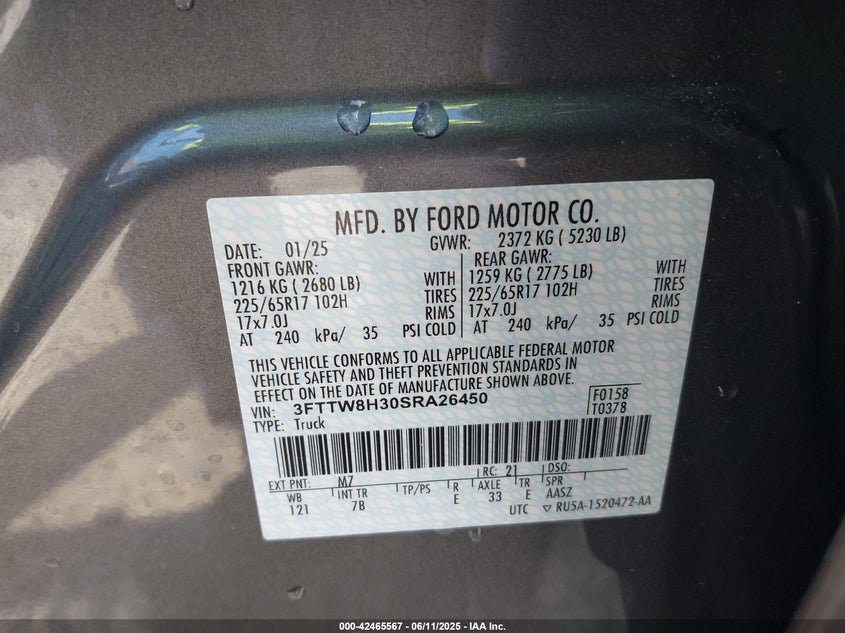 MFD. BY FORD MOTOR CO.
DATE: 01/25 GVWR: 2372 KG ( 5230 LB)
FRONT GAWR: REAR GAWR:
1216 KG ( 2680 LB) WITH 1259 KG ( 2775 LB) WITH
225/65R17 102H TIRES 225/65R17 102H TIRES
17x7.0J RIMS 17x7.0J RIMS
AT 240 kPa/ 35 PSI COLD AT 240 kPa/ 35 PSI COLD
THIS VEHICLE CONFORMS TO ALL APPLICABLE FEDERAL MOTOR
VEHICLE SAFETY AND THEFT PREVENTION STANDARDS IN
EFFECT ON THE DATE OF MANUFACTURE SHOWN ABOVE.
VIN: 3FTTW8H30SRA26450 F0158
TYPE: Truck T0378
EXT PNT: M7 RC: 21 DSO:
WB INT TR TP/PS R AXLE TR SPR
121 7B E 33 E AASZ
UTC ▽ RU5A-1520472-AA
000-42465567 - 06/11/2025 - IAA Inc.